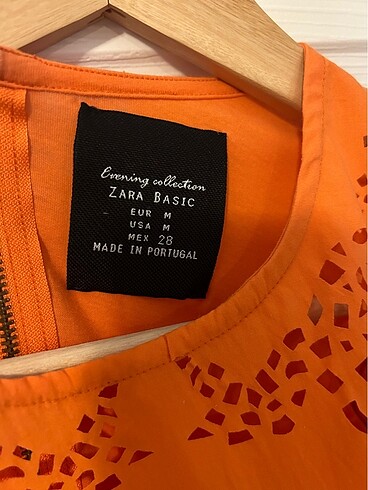 Evening collection
ZARA BASIC
EUR M
USA M
MEX 28
MADE IN PORTUGAL